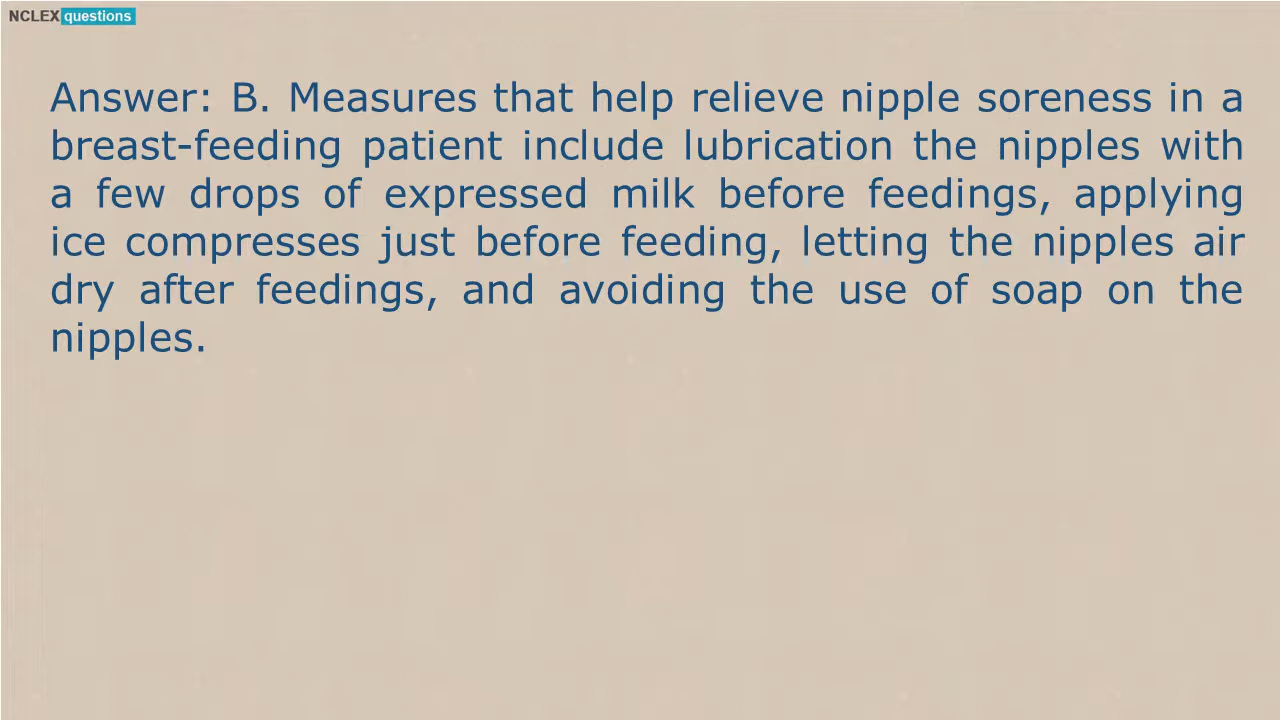 NCLEX questions
Answer: B. Measures that help relieve nipple soreness in a
breast-feeding patient include lubrication the nipples with
a few drops of expressed milk before feedings, applying
ice compresses just before feeding, letting the nipples air
dry after feedings, and avoiding the use of soap on the
nipples.